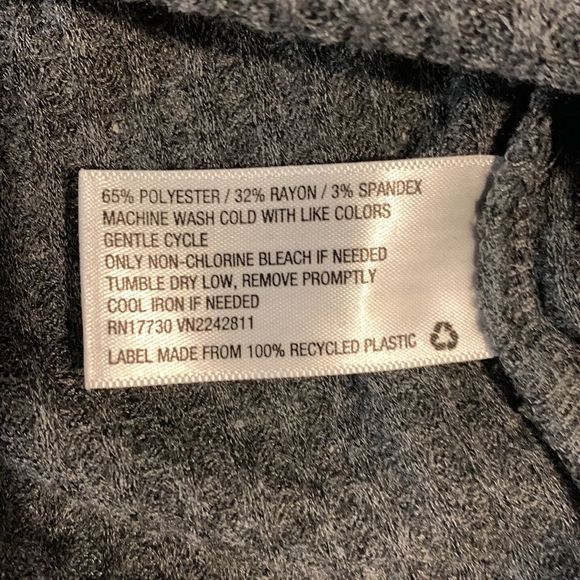 65% POLYESTER / 32% RAYON / 3% SPANDEX
MACHINE WASH COLD WITH LIKE COLORS
GENTLE CYCLE
ONLY NON-CHLORINE BLEACH IF NEEDED
TUMBLE DRY LOW, REMOVE PROMPTLY
COOL IRON IF NEEDED
RN17730 VN2242811
LABEL MADE FROM 100% RECYCLED PLASTIC